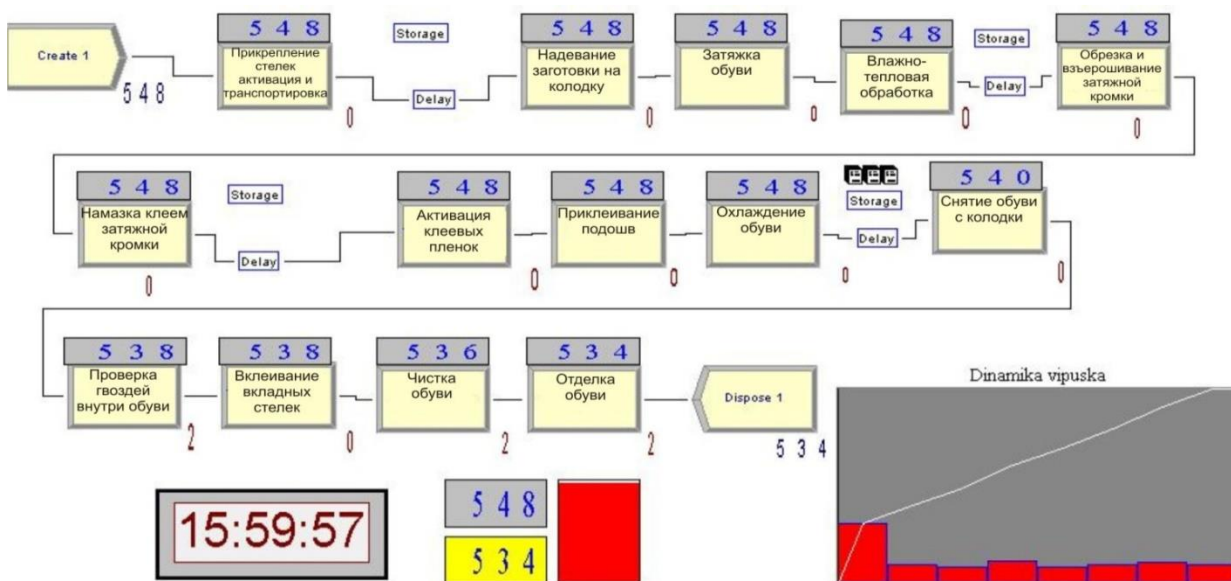 Create 1
5 4 8
5 4 8
Прикрепление
стелек
активация и
транспортировка
0
Storage
Delay
5 4 8
Надевание
заготовки на
колодку
0
5 4 8
Затяжка
обуви
0
5 4 8
Влажно-
тепловая
обработка
0
Storage
Delay
5 4 8
Обрезка и
взъерошивание
затяжной
кромки
0
5 4 8
Намазка клеем
затяжной
кромки
0
Storage
Delay
5 4 8
Активация
клеевых
пленок
0
5 4 8
Приклеивание
подошв
0
5 4 8
Охлаждение
обуви
0
Storage
Delay
5 4 0
Снятие обуви
с колодки
0
5 3 8
Проверка
гвоздей
внутри обуви
2
5 3 8
Вклеивание
вкладных
стелек
0
5 3 6
Чистка
обуви
2
5 3 4
Отделка
обуви
2
Dispose 1
5 3 4
15:59:57
5 4 8
5 3 4
Dinamika vipuska